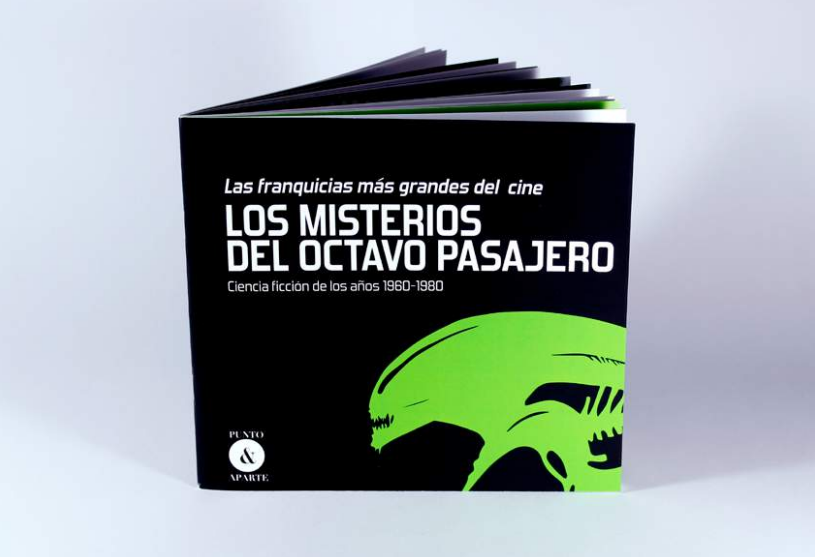 Las franquicias más grandes del cine
LOS MISTERIOS
DEL OCTAVO PASAJERO
Ciencia ficción de los años 1960-1980
PUNTO
&
APARTE